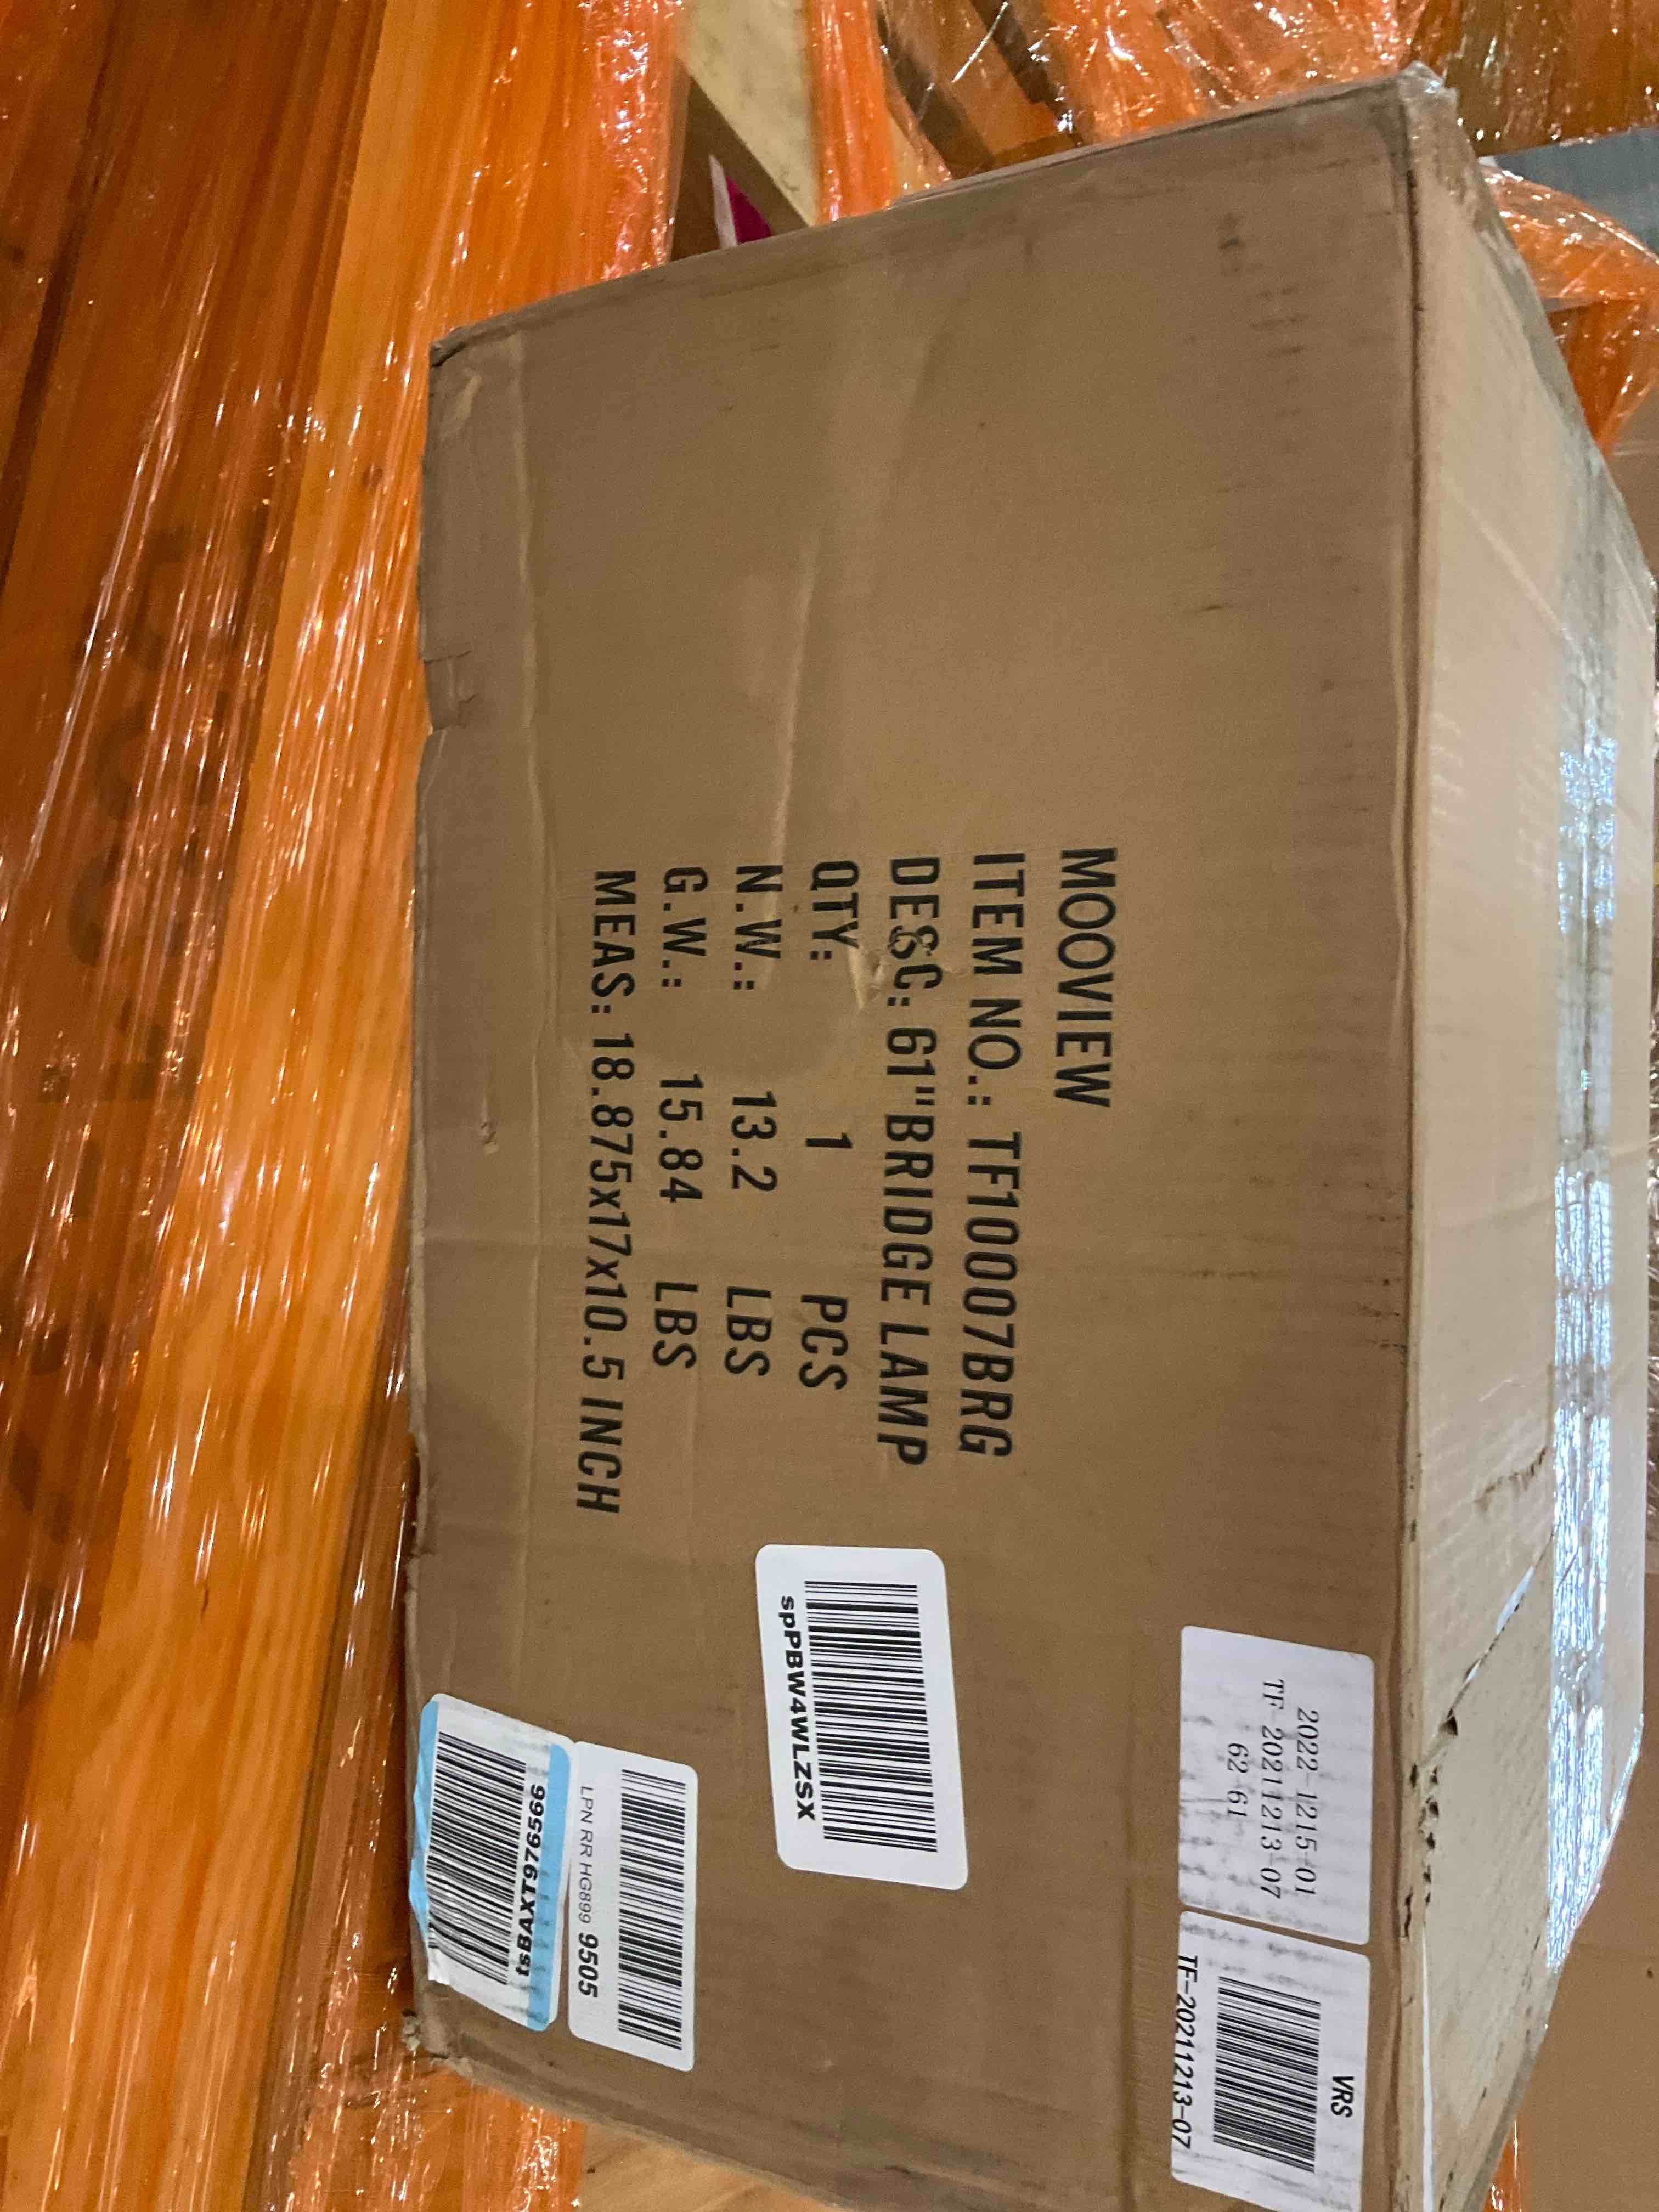 MOOVIEW
ITEM NO.: TF10007BRG
DESC: 61"BRIDGE LAMP
QTY: 1 PCS
N.W.: 13.2 LBS
G.W.: 15.84 LBS
MEAS: 18.875x17x10.5 INCH
2022-1215-01
TF-20211213-07
62-61
VRS
TF-20211213-07
spPBW4WLZSX
LPN RR HG899 9505
tsBAXT976566